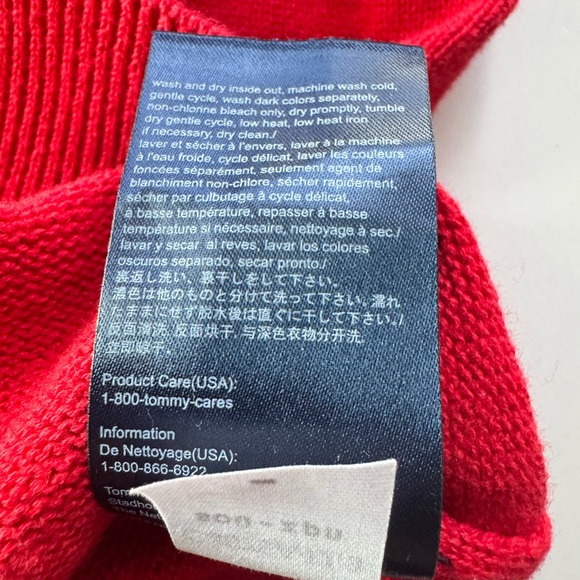 wash and dry inside out, machine wash cold,
gentle cycle, wash dark colors separately,
non-chlorine bleach only, dry promptly, tumble
dry gentle cycle, low heat, low heat iron
if necessary, dry clean./
laver et sécher à l'envers, laver à la machine
à l'eau froide, cycle délicat, laver les couleurs
foncées séparément, seulement agent de
blanchiment non-chlore, sécher rapidement,
sécher par culbutage à cycle délicat,
à basse température, repasser à basse
température si nécessaire, nettoyage à sec./
lavar y secar al reves, lavar los colores
oscuros separado, secar pronto./
裏返し洗い、裏干しをして下さい。
濃色は他のものと分けて洗って下さい。濡れ
たままにせず脱水後は直ぐに干して下さい。/
反面清洗. 反面烘干. 与深色衣物分开洗.
立即晾干.
Product Care(USA):
1-800-tommy-cares
Information
De Nettoyage(USA):
1-800-866-6922